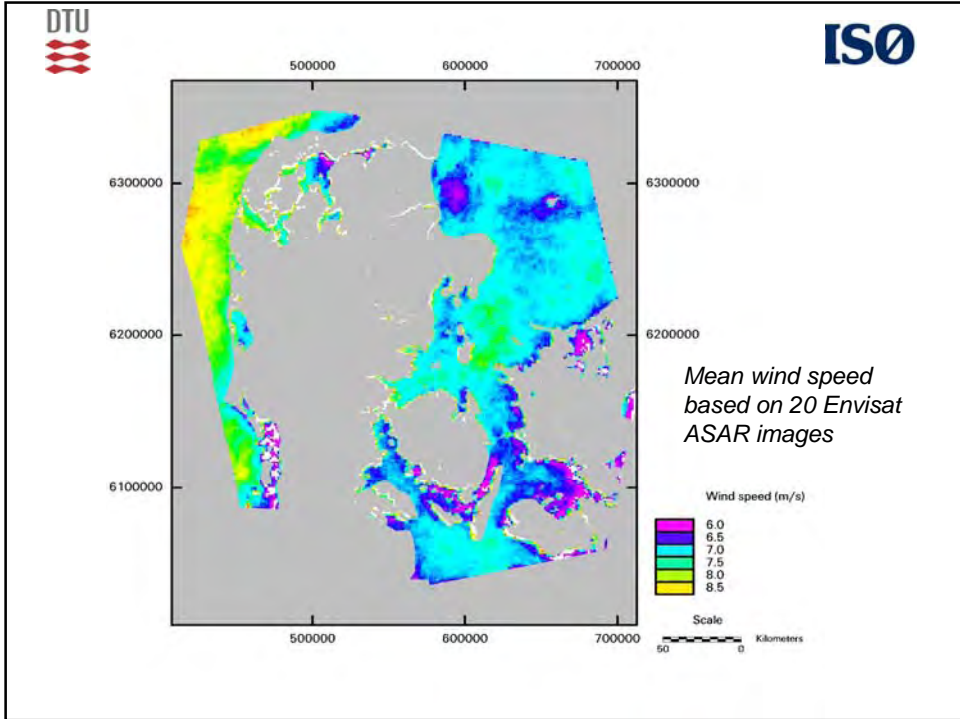 DTU
ISØ
500000 600000 700000
6300000 6300000
6200000 6200000
Mean wind speed
based on 20 Envisat
ASAR images
6100000
Wind speed (m/s)
6.0
6.5
7.0
7.5
8.0
8.5
Scale
Kilometers
50 0
500000 600000 700000